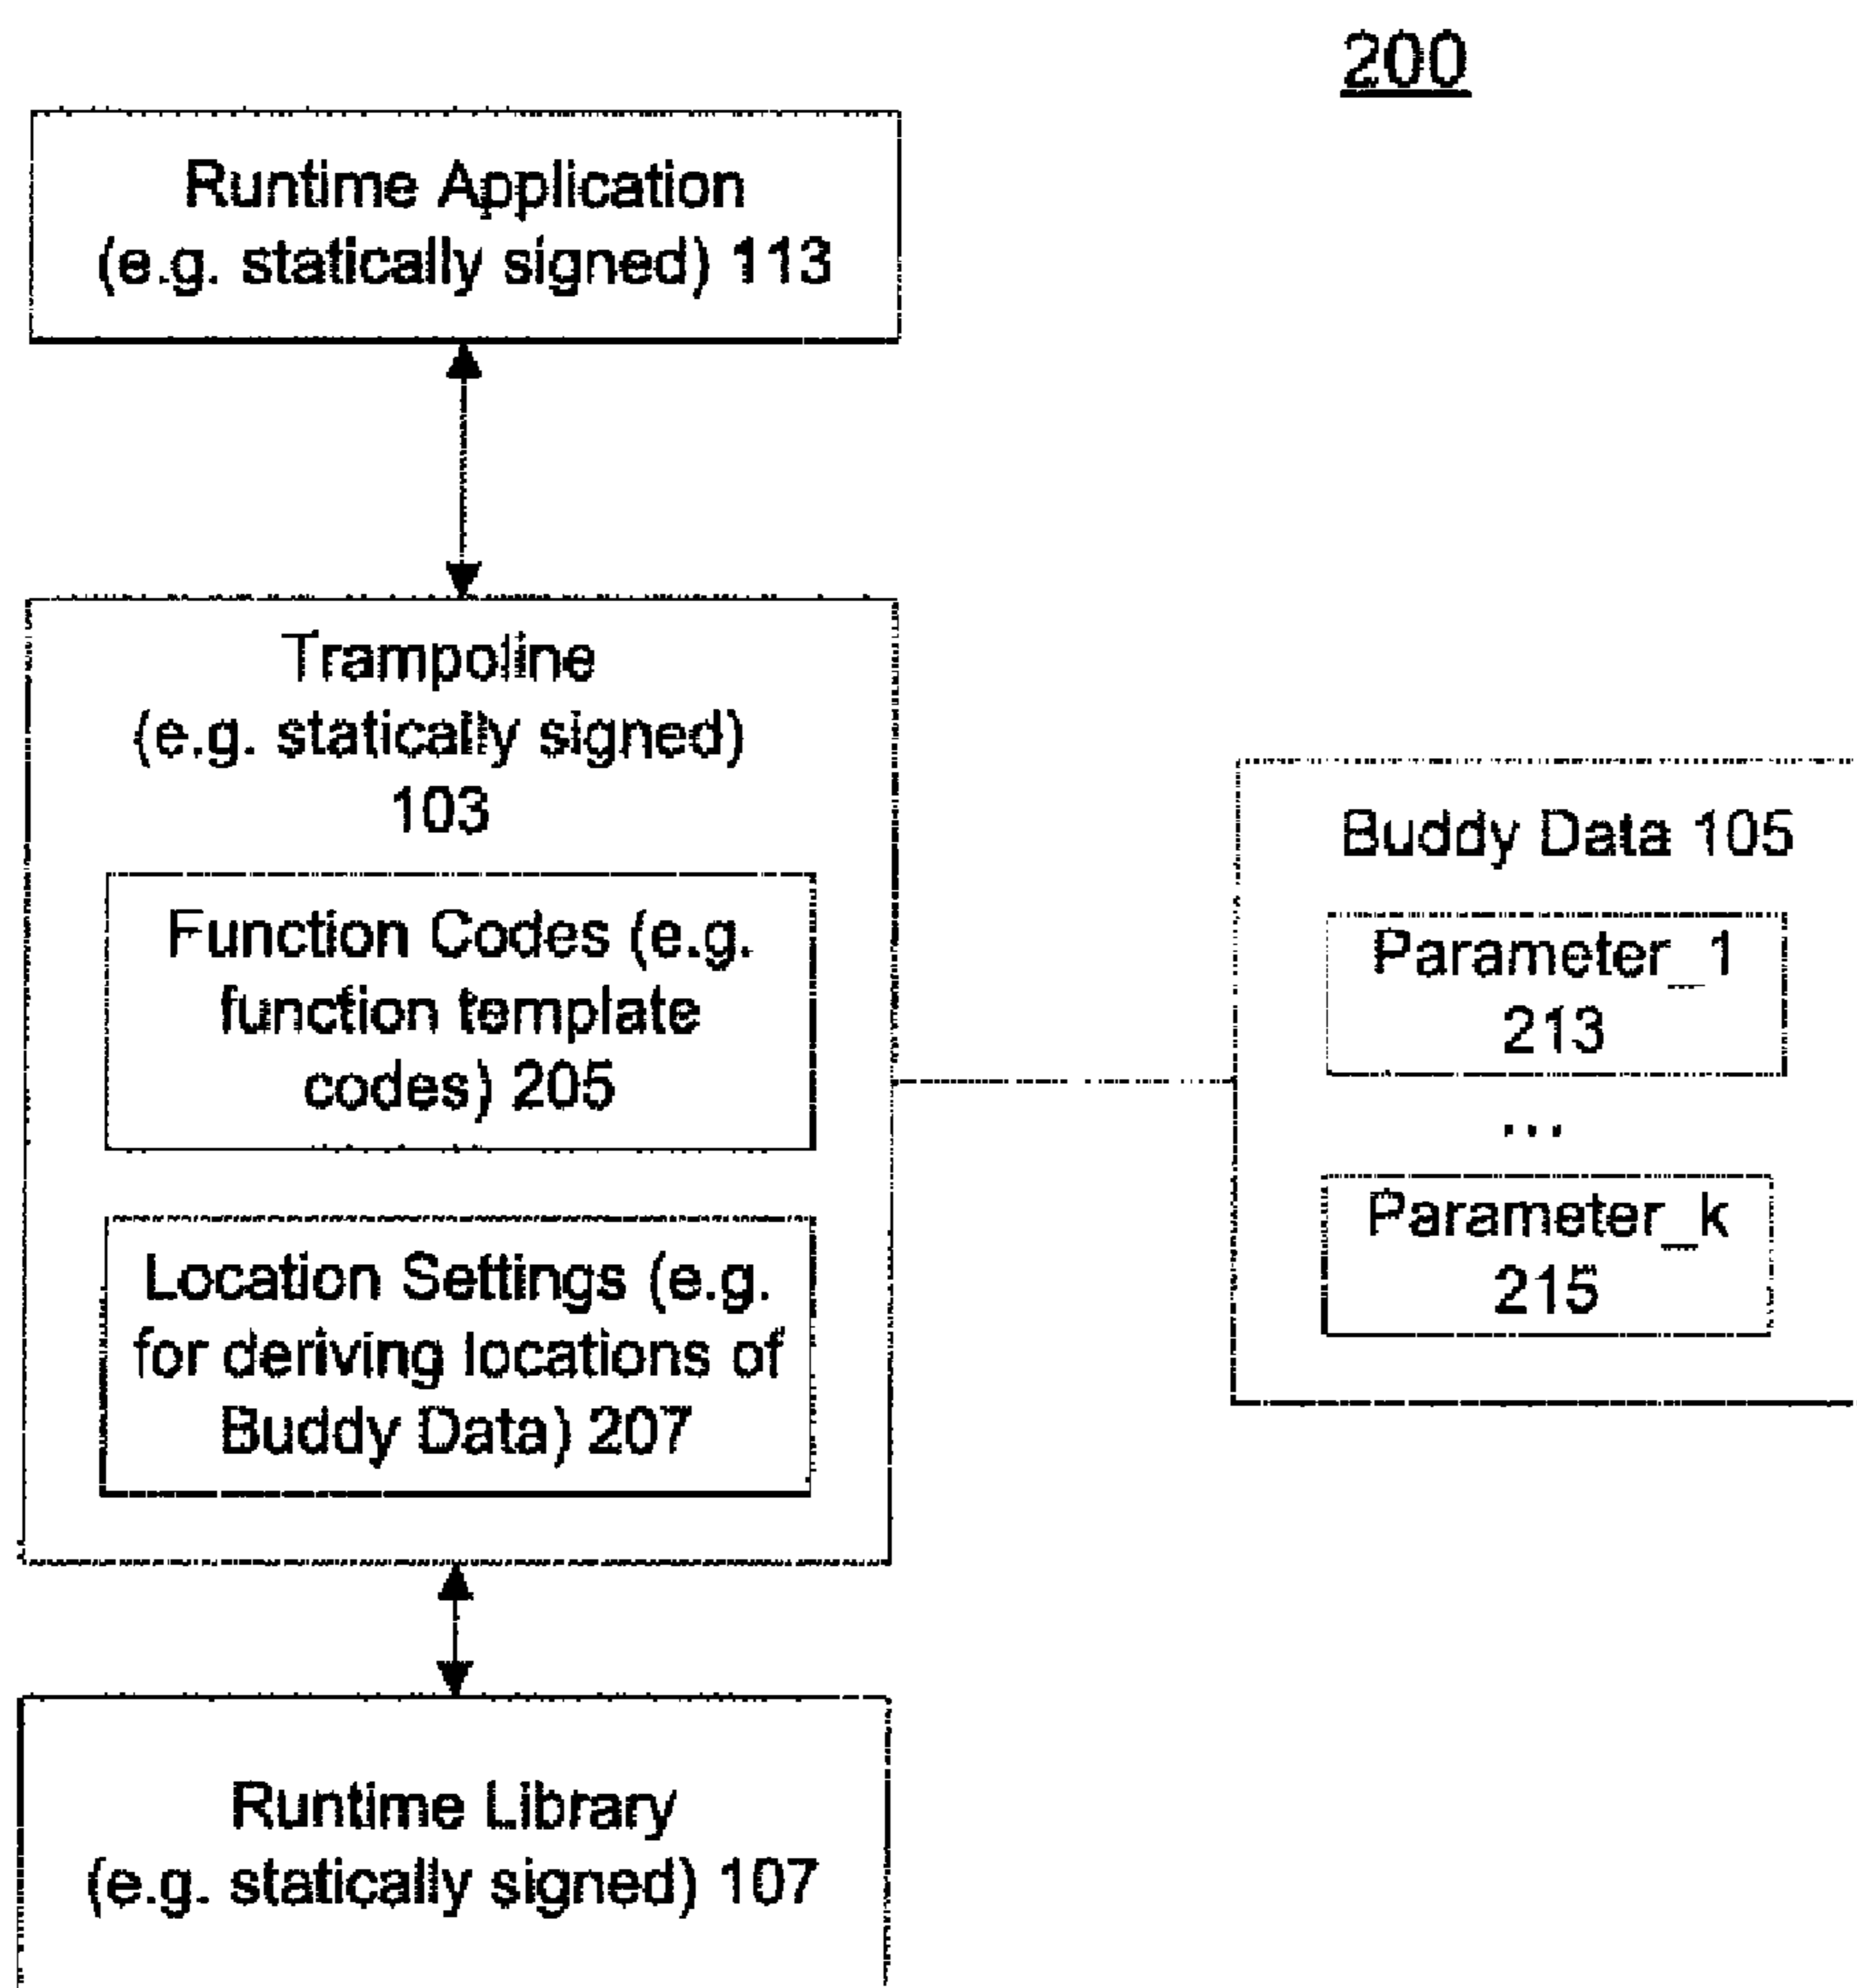 200
Runtime Application
(e.g. statically signed) 113
Trampoline
(e.g. statically signed)
103
Function Codes (e.g.
function template
codes) 205
Location Settings (e.g.
for deriving locations of
Buddy Data) 207
Buddy Data 105
Parameter_1
213
...
Parameter_k
215
Runtime Library
(e.g. statically signed) 107